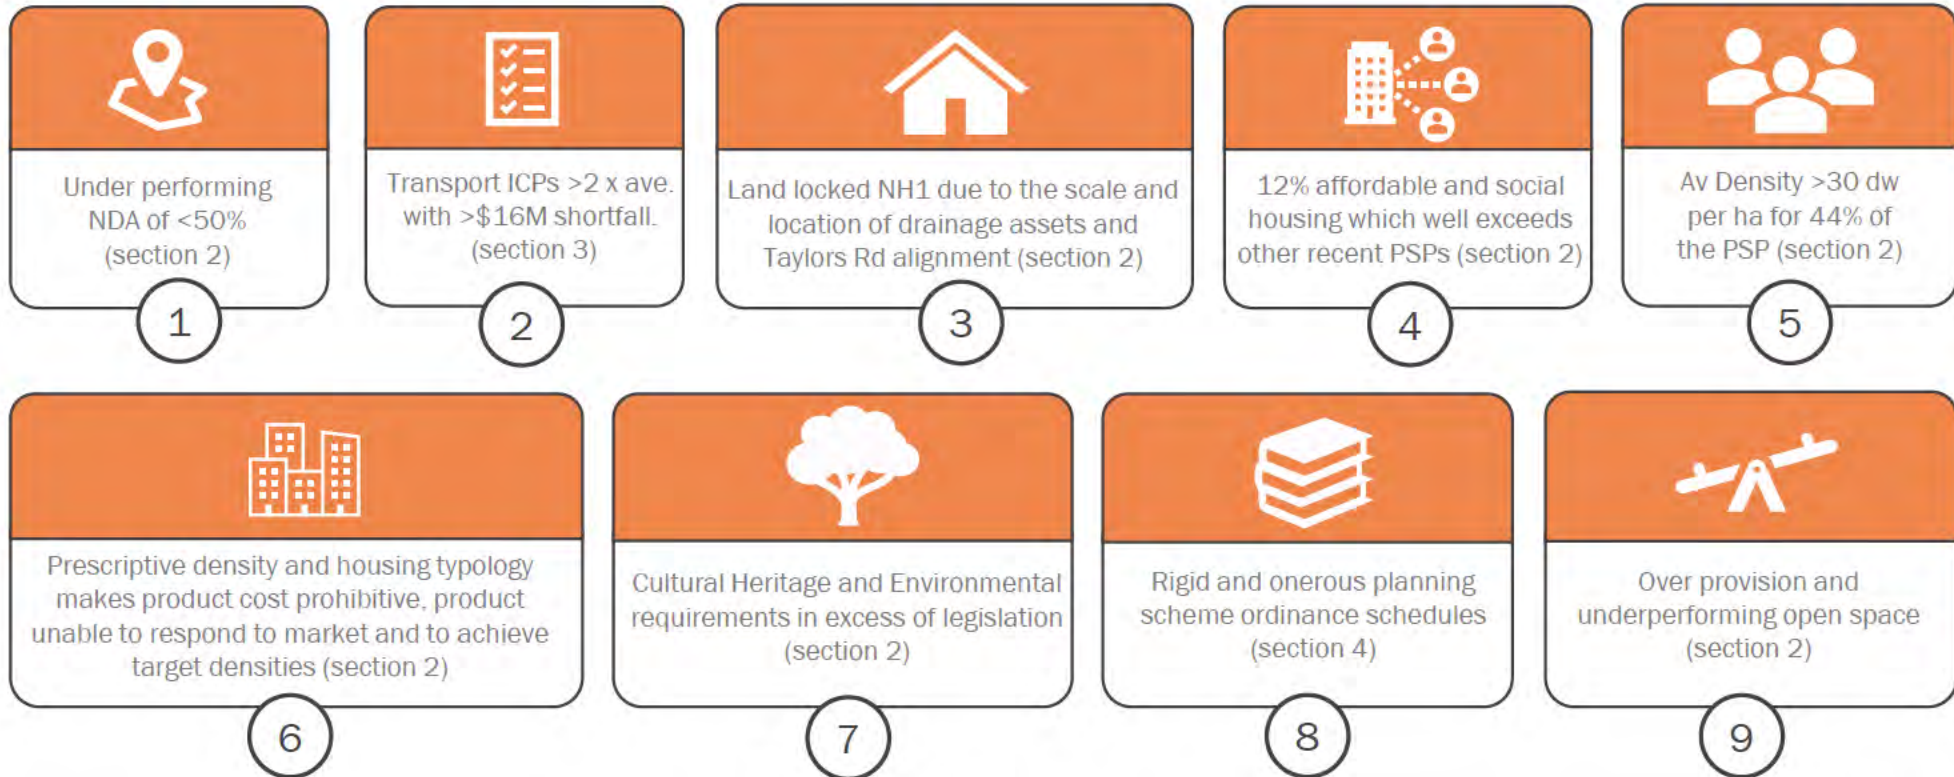 Under performing
NDA of <50%
(section 2)
1
Transport ICPs >2 x ave.
with >$16M shortfall.
(section 3)
2
Land locked NH1 due to the scale and
location of drainage assets and
Taylors Rd alignment (section 2)
3
12% affordable and social
housing which well exceeds
other recent PSPs (section 2)
4
Av Density >30 dw
per ha for 44% of
the PSP (section 2)
5
Prescriptive density and housing typology
makes product cost prohibitive, product
unable to respond to market and to achieve
target densities (section 2)
6
Cultural Heritage and Environmental
requirements in excess of legislation
(section 2)
7
Rigid and onerous planning
scheme ordinance schedules
(section 4)
8
Over provision and
underperforming open space
(section 2)
9